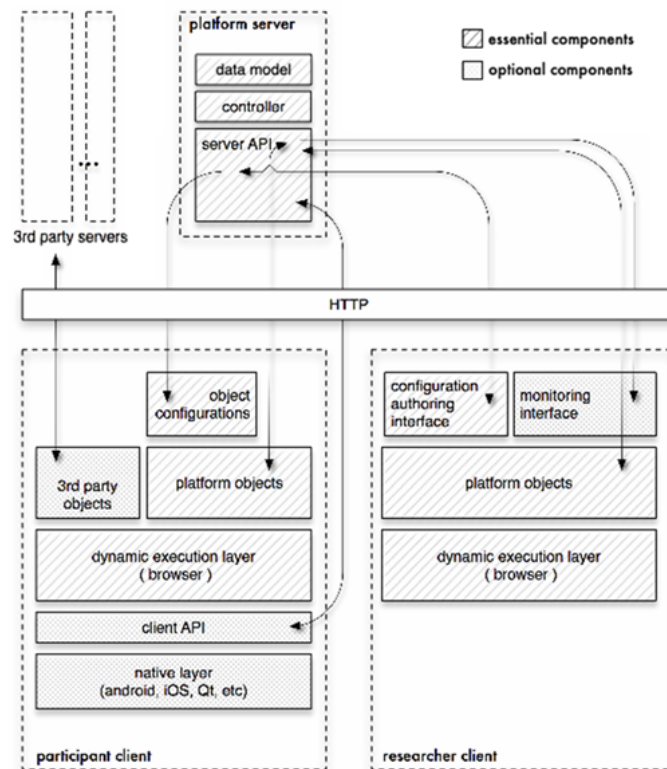 platform server
essential components
optional components
data model
controller
server API
...
3rd party servers
HTTP
object
configurations
3rd party
objects
platform objects
dynamic execution layer
( browser )
client API
native layer
(android, iOS, Qt, etc)
participant client
configuration
authoring
interface
monitoring
interface
platform objects
dynamic execution layer
( browser )
researcher client